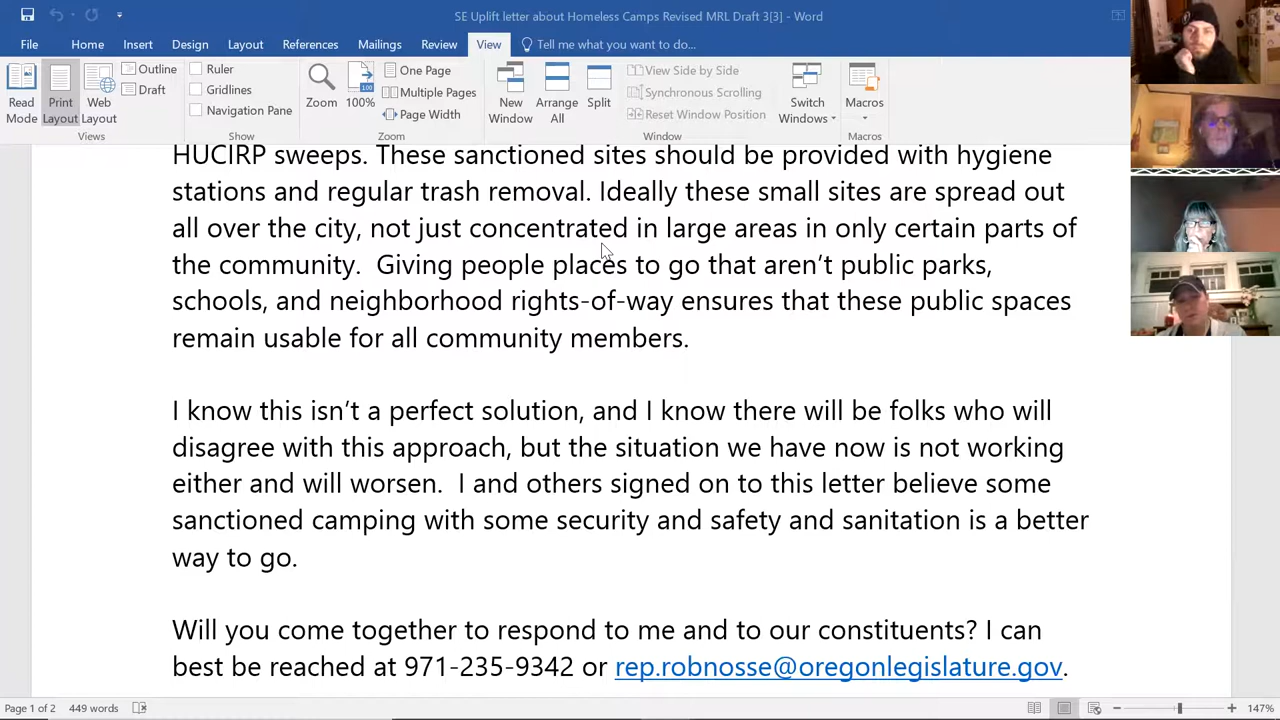 SE Uplift letter about Homeless Camps Revised MRL Draft 3[3] - Word
File Home Insert Design Layout References Mailings Review View Tell me what you want to do...
Read Mode
Print Layout
Web Layout
Outline
Draft
Views
Ruler
Gridlines
Navigation Pane
Show
Zoom
100
100%
One Page
Multiple Pages
Page Width
Zoom
New Window
Arrange All
Split
View Side by Side
Synchronous Scrolling
Reset Window Position
Window
Switch Windows
Macros
Macros
HUCIRP sweeps. These sanctioned sites should be provided with hygiene
stations and regular trash removal. Ideally these small sites are spread out
all over the city, not just concentrated in large areas in only certain parts of
the community.  Giving people places to go that aren’t public parks,
schools, and neighborhood rights-of-way ensures that these public spaces
remain usable for all community members.
I know this isn’t a perfect solution, and I know there will be folks who will
disagree with this approach, but the situation we have now is not working
either and will worsen.  I and others signed on to this letter believe some
sanctioned camping with some security and safety and sanitation is a better
way to go.
Will you come together to respond to me and to our constituents? I can
best be reached at 971-235-9342 or rep.robnosse@oregonlegislature.gov.
Page 1 of 2 449 words 147%